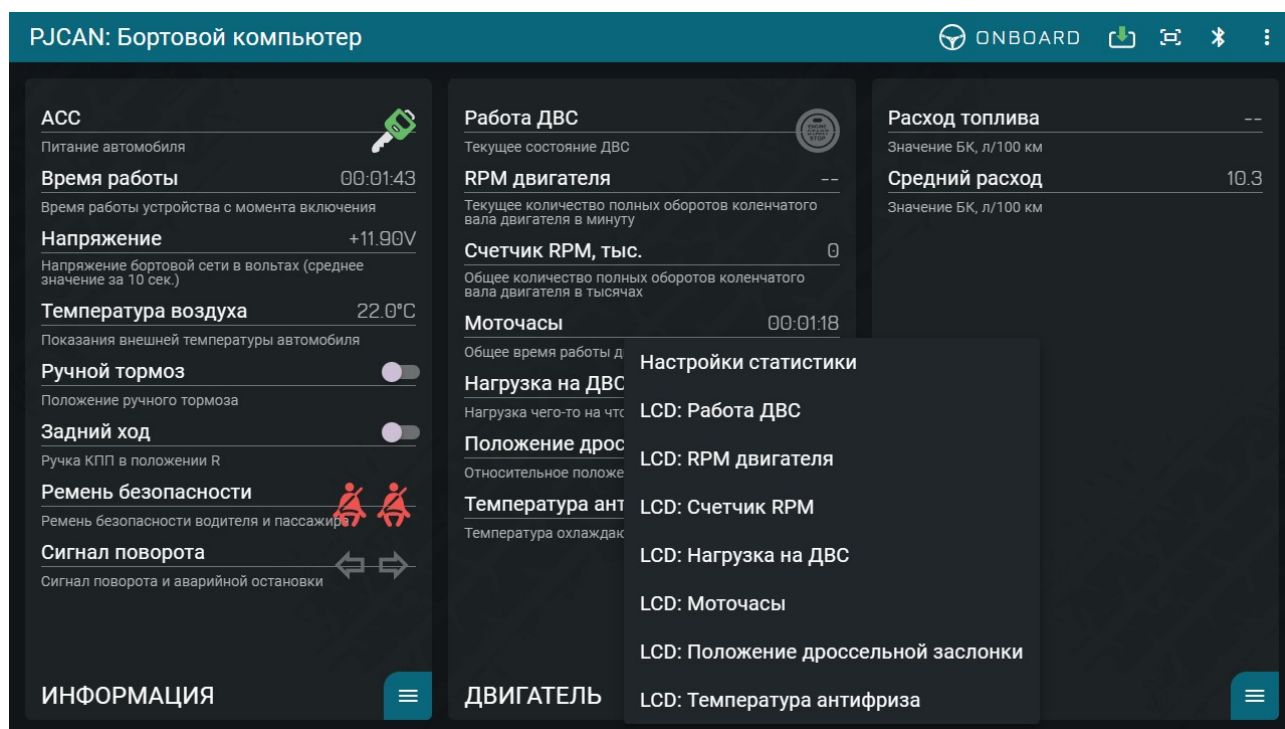 PJCAN: Бортовой компьютер
ONBOARD
ACC
Питание автомобиля
Время работы 00:01:43
Время работы устройства с момента включения
Напряжение +11.90V
Напряжение бортовой сети в вольтах (среднее
значение за 10 сек.)
Температура воздуха 22.0°C
Показания внешней температуры автомобиля
Ручной тормоз
Положение ручного тормоза
Задний ход
Ручка КПП в положении R
Ремень безопасности
Ремень безопасности водителя и пассажира
Сигнал поворота
Сигнал поворота и аварийной остановки
ИНФОРМАЦИЯ
Работа ДВС
ENGINE
START
STOP
Текущее состояние ДВС
RPM двигателя --
Текущее количество полных оборотов коленчатого
вала двигателя в минуту
Счетчик RPM, тыс. 0
Общее количество полных оборотов коленчатого
вала двигателя в тысячах
Моточасы 00:01:18
Общее время работы д
Нагрузка на ДВС
Нагрузка чего-то на что
Положение дрос
Относительное положе
Температура ант
Температура охлаждаю
ДВИГАТЕЛЬ
Настройки статистики
LCD: Работа ДВС
LCD: RPM двигателя
LCD: Счетчик RPM
LCD: Нагрузка на ДВС
LCD: Моточасы
LCD: Положение дроссельной заслонки
LCD: Температура антифриза
Расход топлива --
Значение БК, л/100 км
Средний расход 10.3
Значение БК, л/100 км